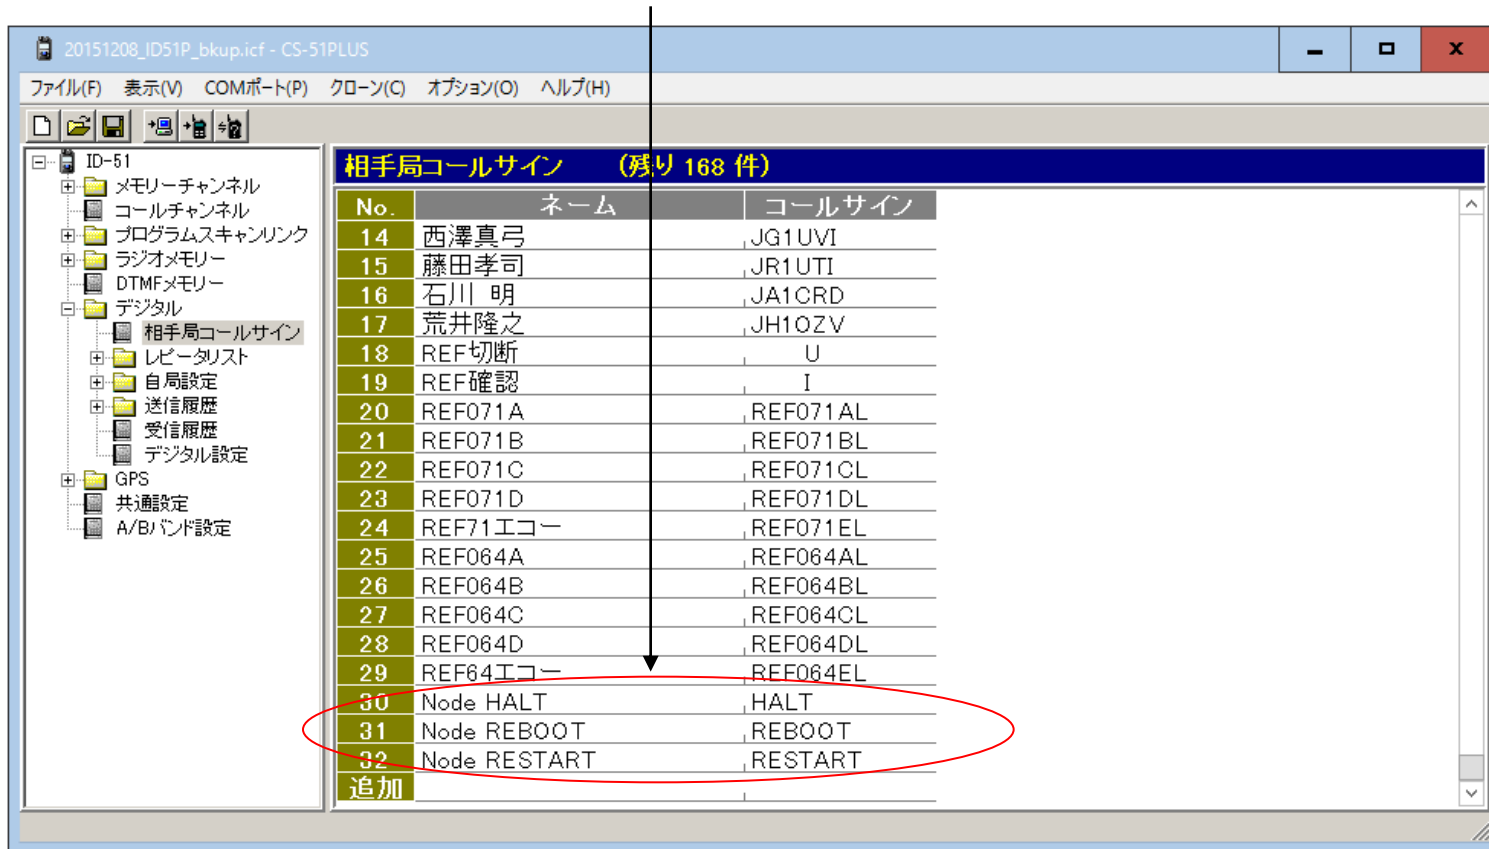 20151208_ID51P_bkup.icf - CS-51PLUS
ファイル(F) 表示(V) COMポート(P) クローン(C) オプション(O) ヘルプ(H)
ID-51
メモリーチャンネル
コールチャンネル
プログラムスキャンリンク
ラジオメモリー
DTMFメモリー
デジタル
相手局コールサイン
レピータリスト
自局設定
送信履歴
受信履歴
デジタル設定
GPS
共通設定
A/Bバンド設定
相手局コールサイン (残り 168 件)
No. ネーム コールサイン
14 西澤真弓 JG1UVI
15 藤田孝司 JR1UTI
16 石川 明 JA1CRD
17 荒井隆之 JH1OZV
18 REF切断 U
19 REF確認 I
20 REF071A REF071AL
21 REF071B REF071BL
22 REF071C REF071CL
23 REF071D REF071DL
24 REF71エコー REF071EL
25 REF064A REF064AL
26 REF064B REF064BL
27 REF064C REF064CL
28 REF064D REF064DL
29 REF64エコー REF064EL
30 Node HALT HALT
31 Node REBOOT REBOOT
32 Node RESTART RESTART
追加